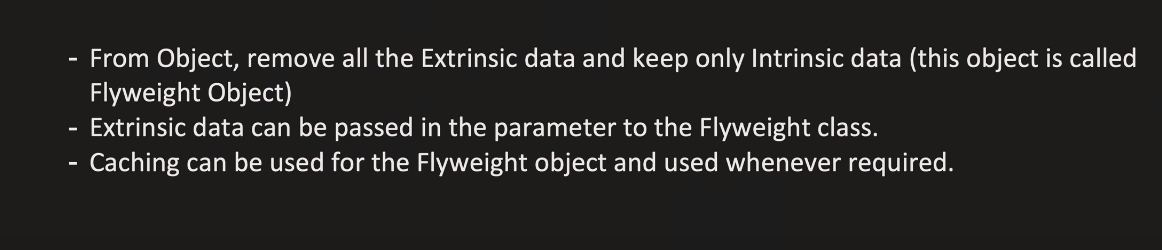 - From Object, remove all the Extrinsic data and keep only Intrinsic data (this object is called
Flyweight Object)
- Extrinsic data can be passed in the parameter to the Flyweight class.
- Caching can be used for the Flyweight object and used whenever required.